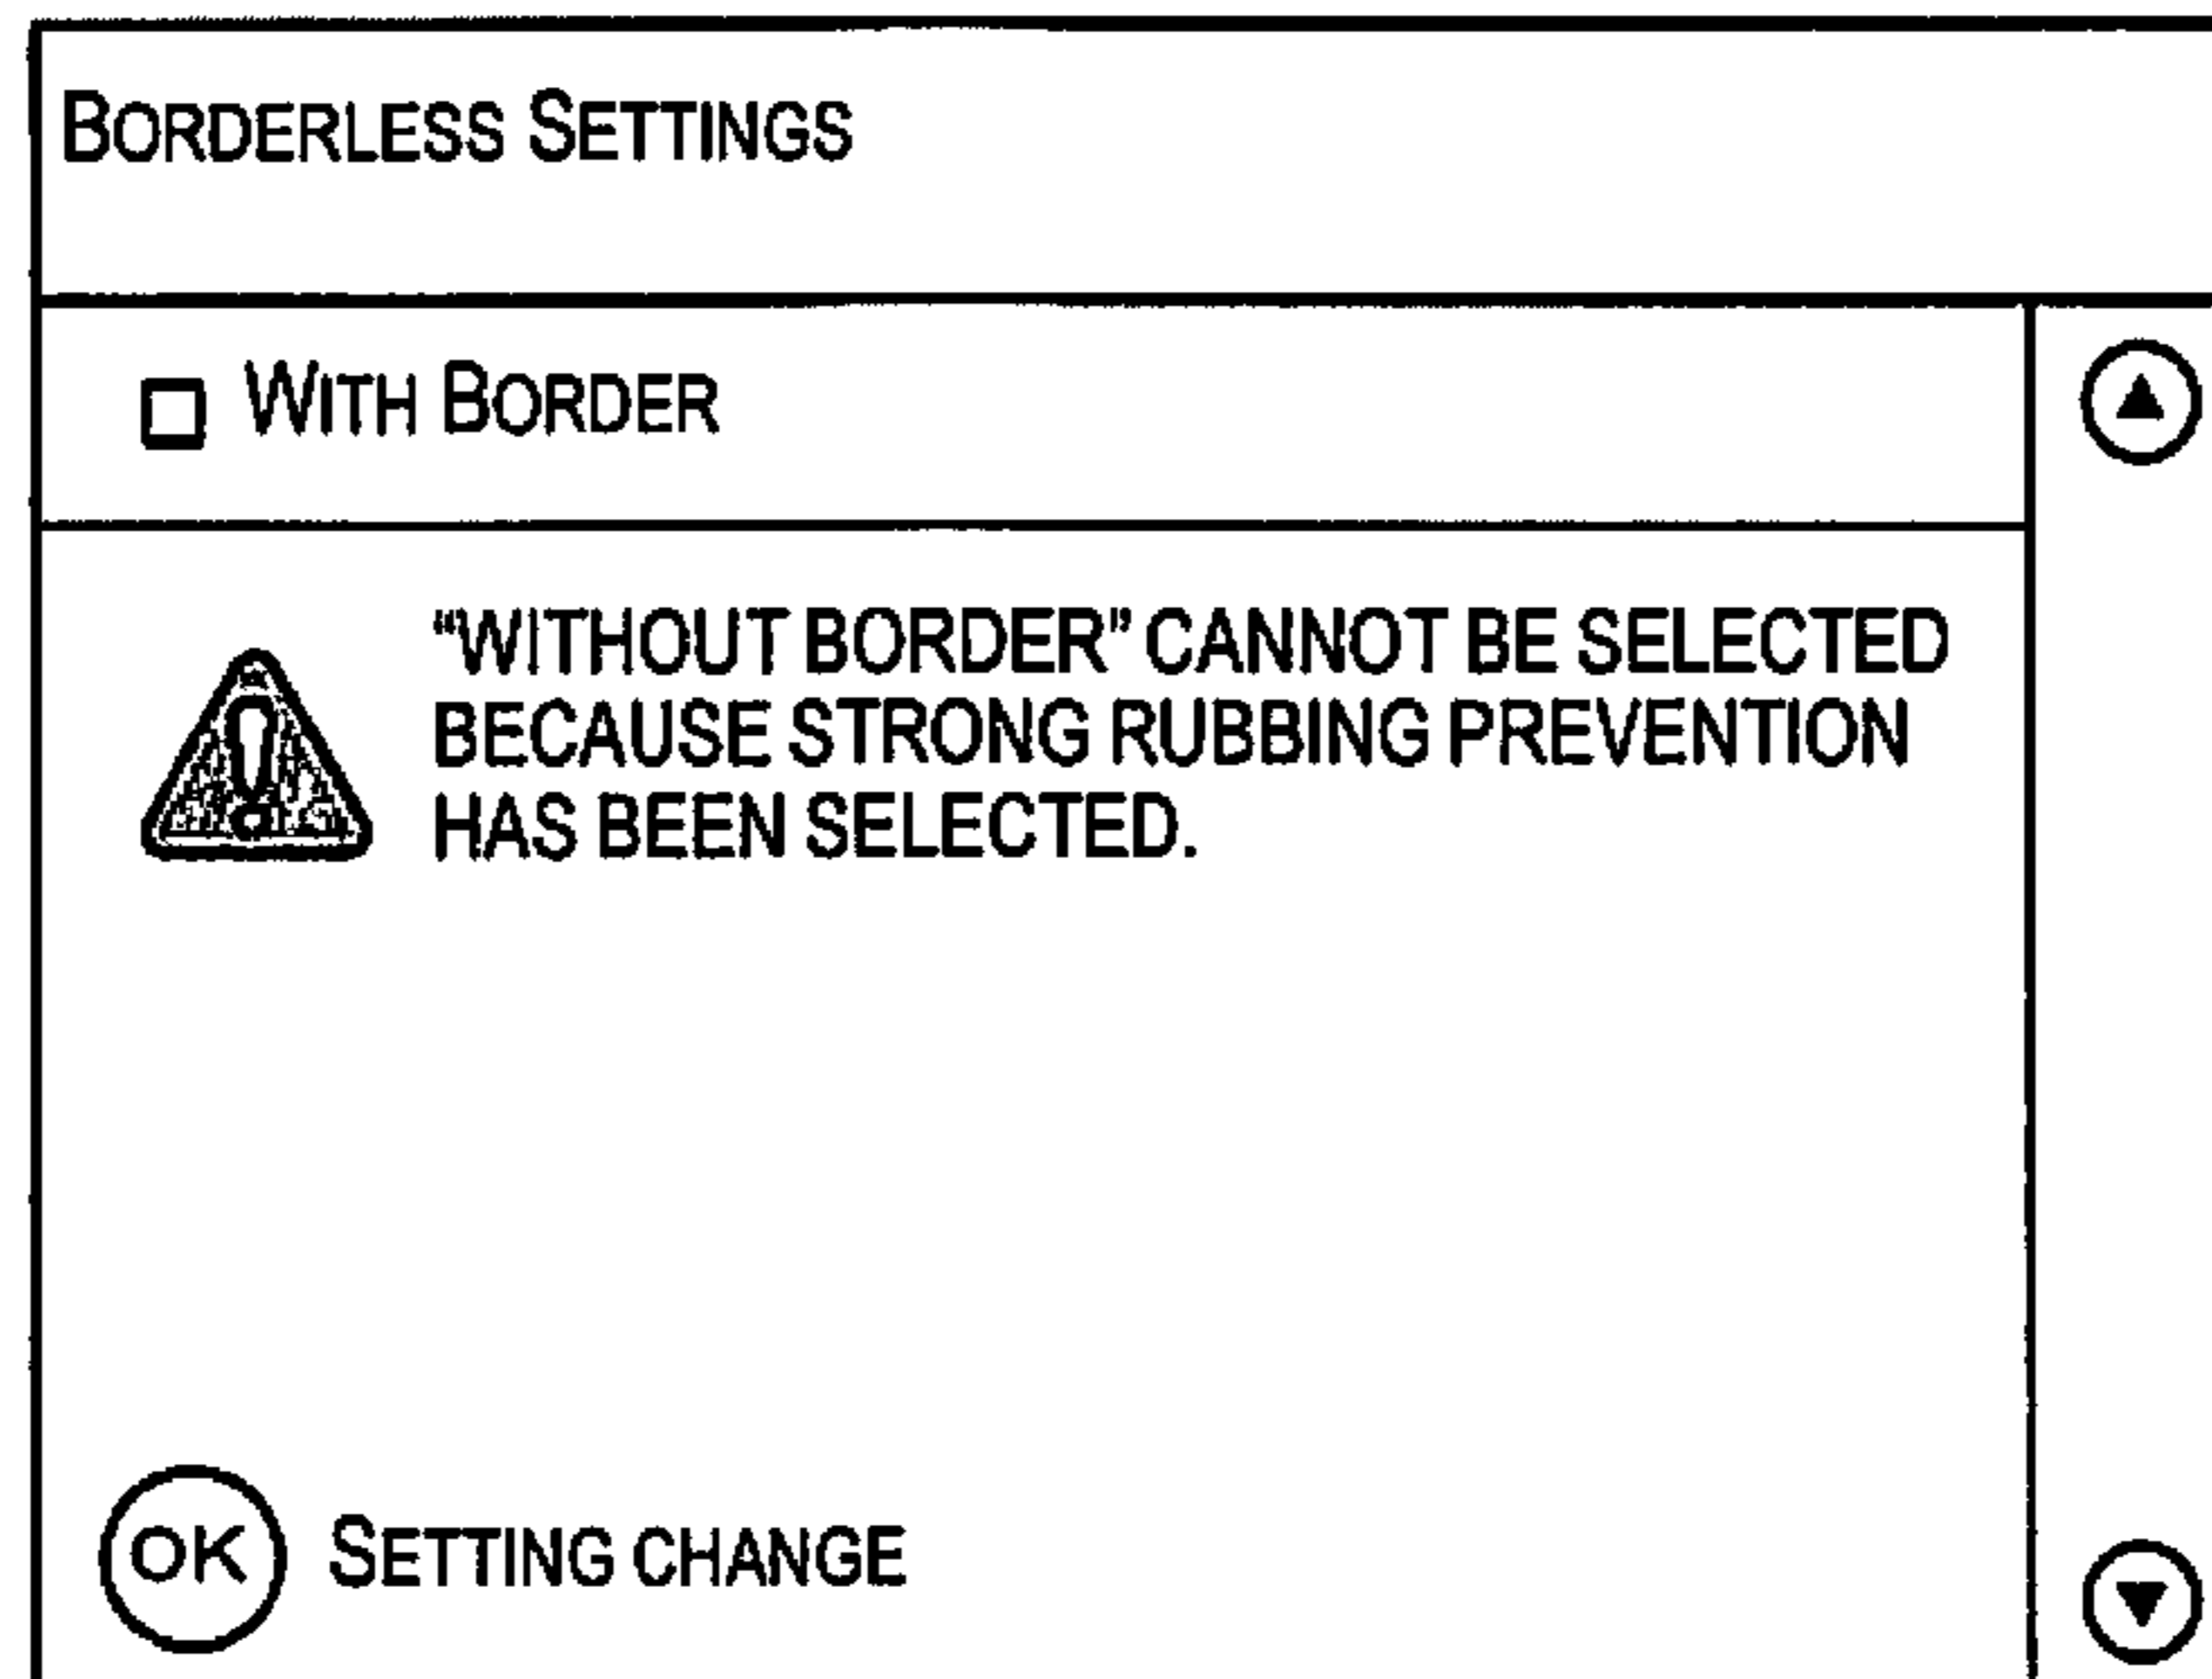 BORDERLESS SETTINGS
WITH BORDER
"WITHOUT BORDER" CANNOT BE SELECTED
BECAUSE STRONG RUBBING PREVENTION
HAS BEEN SELECTED.
OK SETTING CHANGE